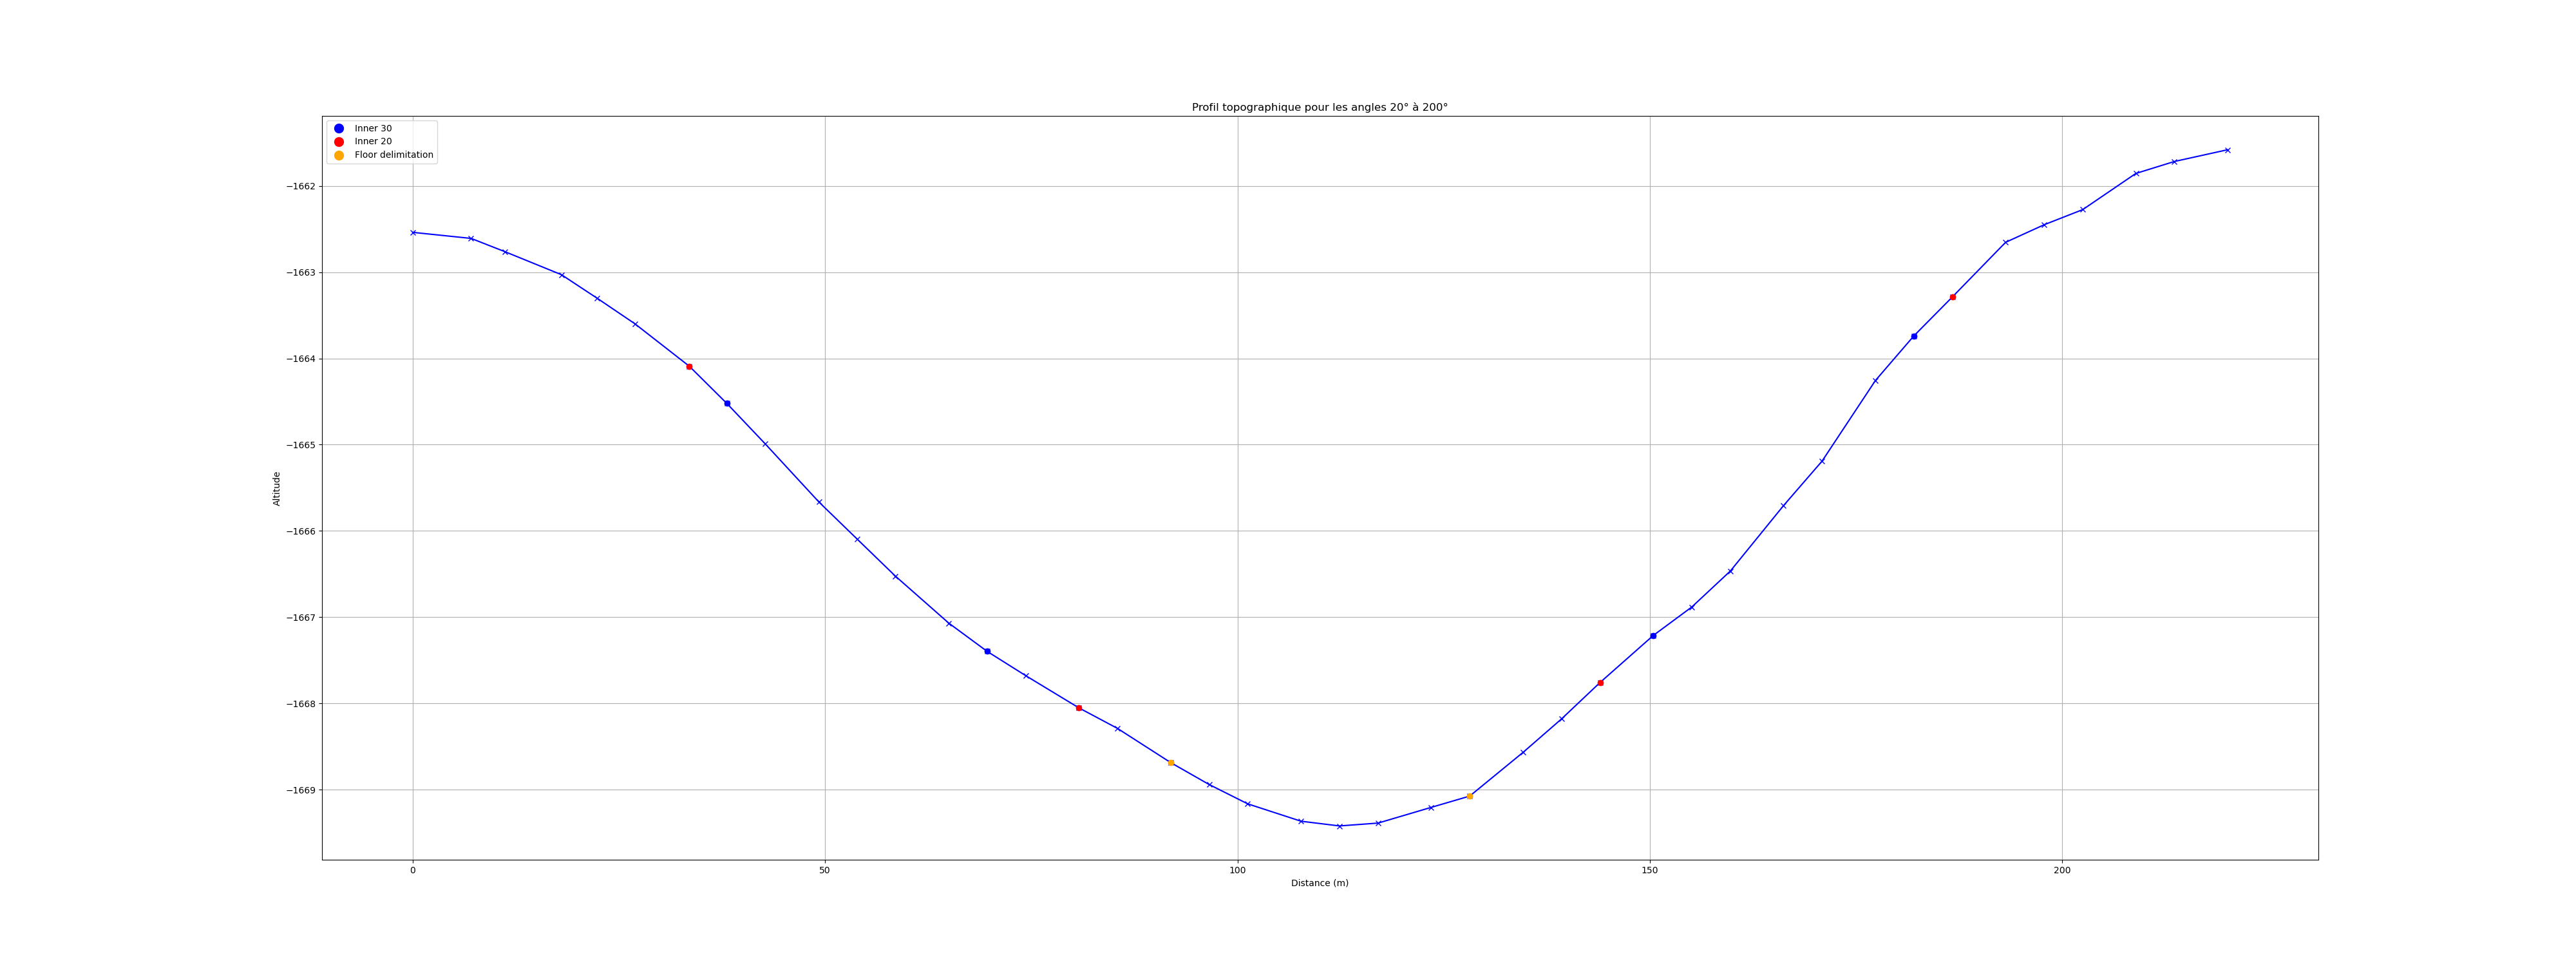 Profil topographique pour les angles 20° à 200°
Inner 30
Inner 20
Floor delimitation
−1662
−1663
−1664
−1665
−1666
−1667
−1668
−1669
Altitude
0 50 100 150 200
Distance (m)